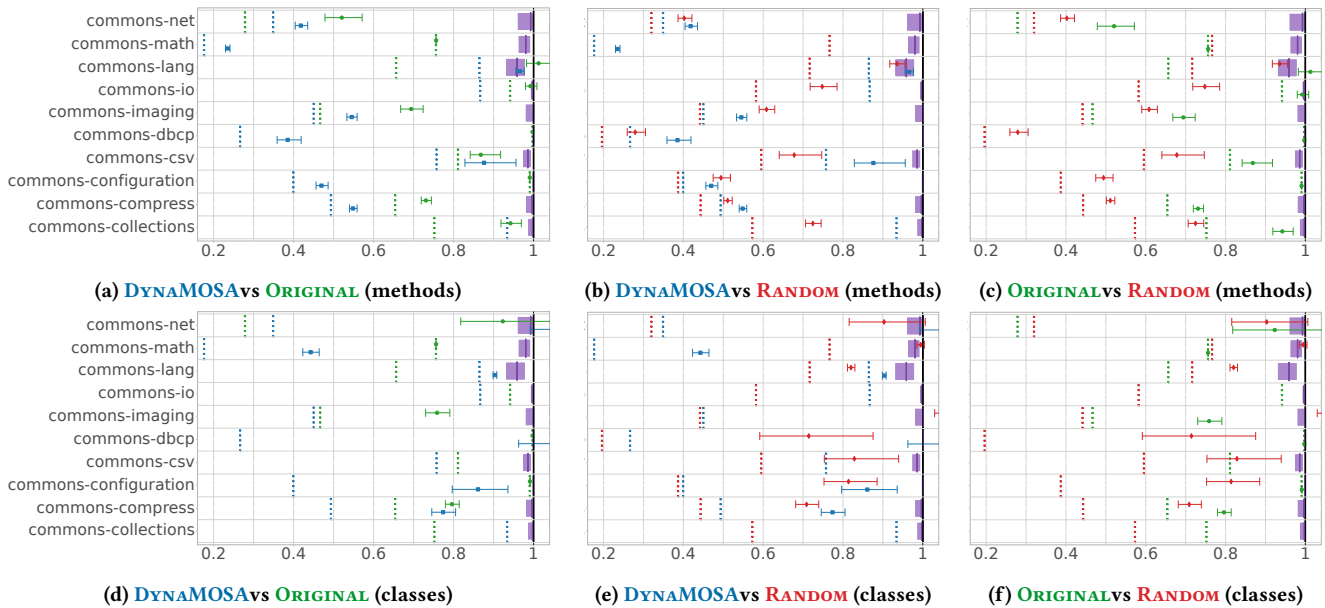 commons-net
commons-math
commons-lang
commons-io
commons-imaging
commons-dbcp
commons-csv
commons-configuration
commons-compress
commons-collections
0.2 0.4 0.6 0.8 1
0.2 0.4 0.6 0.8 1
0.2 0.4 0.6 0.8 1
(a) DynaMOSAvs Original (methods)
(b) DynaMOSAvs Random (methods)
(c) Originalvs Random (methods)
commons-net
commons-math
commons-lang
commons-io
commons-imaging
commons-dbcp
commons-csv
commons-configuration
commons-compress
commons-collections
0.2 0.4 0.6 0.8 1
0.2 0.4 0.6 0.8 1
0.2 0.4 0.6 0.8 1
(d) DynaMOSAvs Original (classes)
(e) DynaMOSAvs Random (classes)
(f) Originalvs Random (classes)